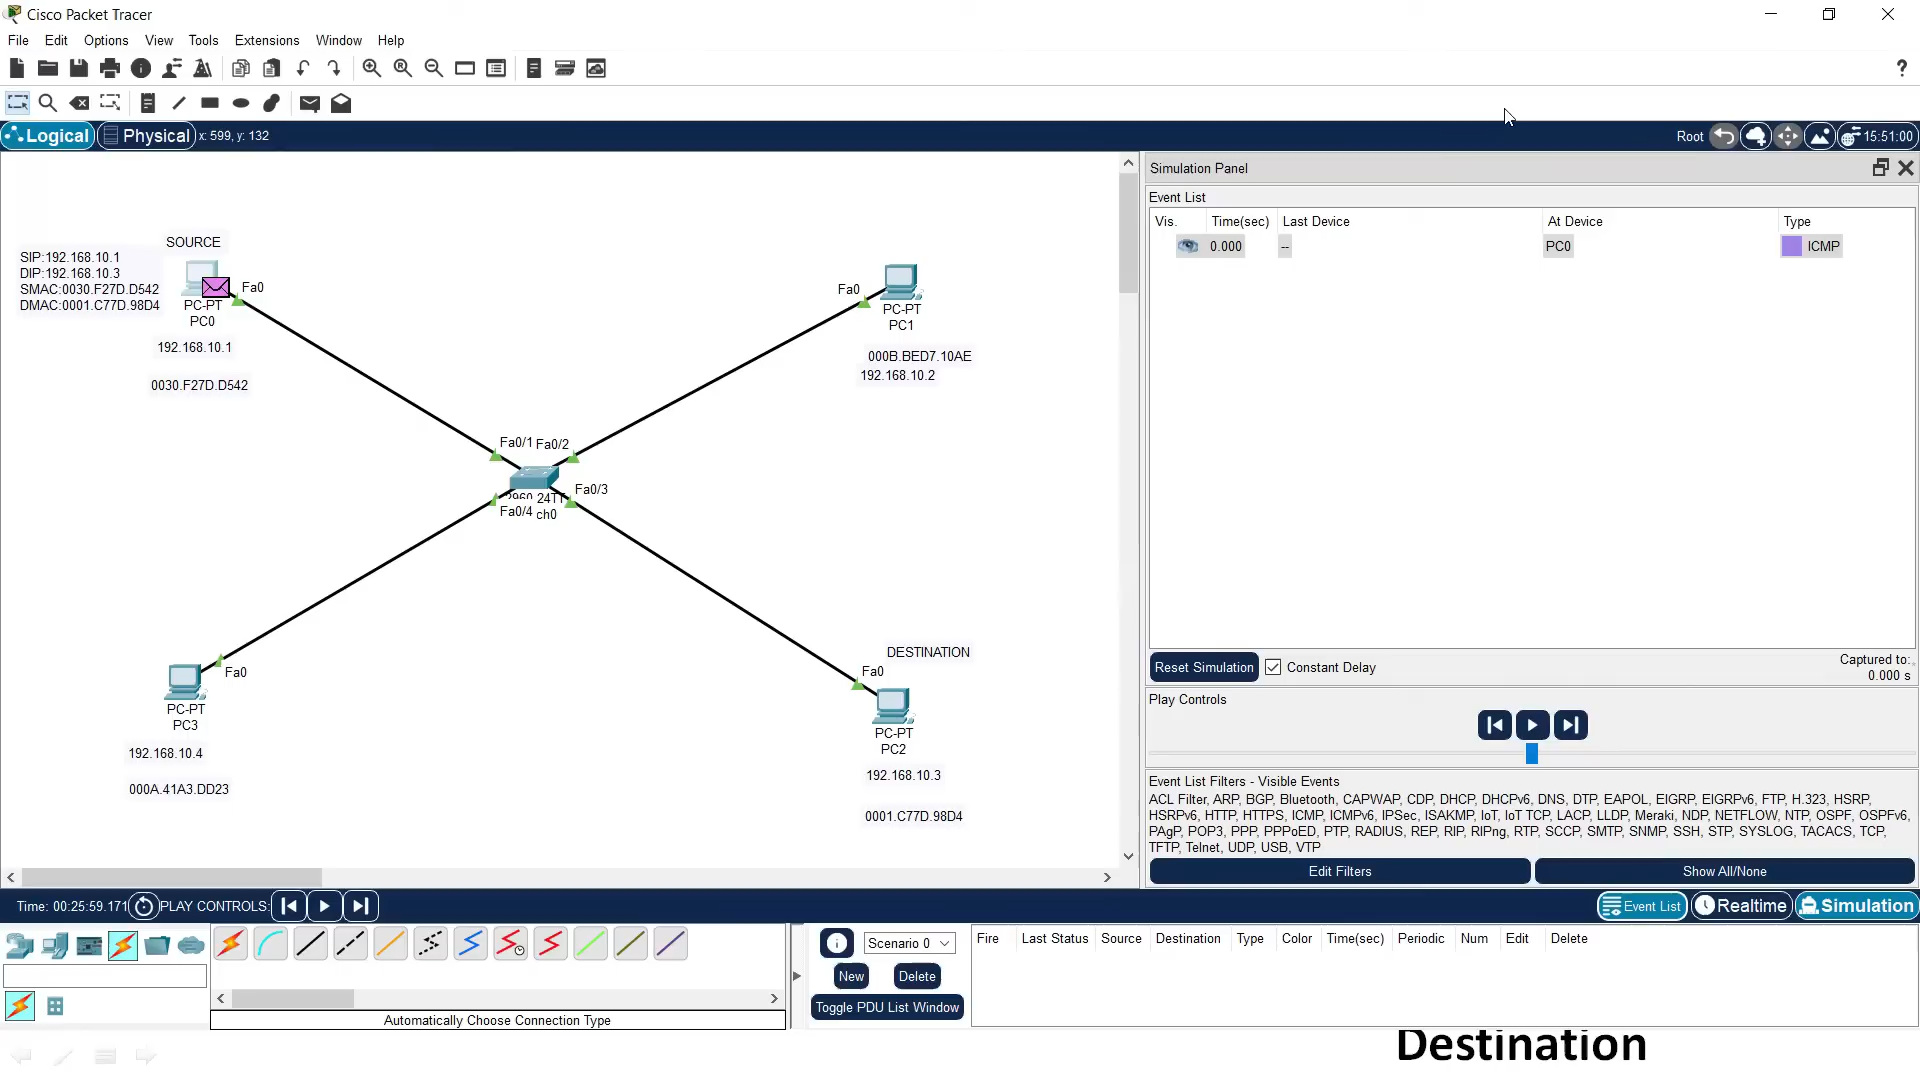 Cisco Packet Tracer
File Edit Options View Tools Extensions Window Help
Logical Physical x: 599, y: 132
Root 15:51:00
SOURCE
SIP:192.168.10.1
DIP:192.168.10.3
SMAC:0030.F27D.D542
DMAC:0001.C77D.98D4
Fa0
PC-PT
PC0
192.168.10.1
0030.F27D.D542
Fa0
PC-PT
PC1
000B.BED7.10AE
192.168.10.2
Fa0/1 Fa0/2
Fa0/3
2960 24TT
Fa0/4 ch0
Fa0
PC-PT
PC3
192.168.10.4
000A.41A3.DD23
DESTINATION
Fa0
PC-PT
PC2
192.168.10.3
0001.C77D.98D4
Simulation Panel
Event List
Vis. Time(sec) Last Device At Device Type
0.000 -- PC0 ICMP
Reset Simulation Constant Delay
Captured to:
0.000 s
Play Controls
Event List Filters - Visible Events
ACL Filter, ARP, BGP, Bluetooth, CAPWAP, CDP, DHCP, DHCPv6, DNS, DTP, EAPOL, EIGRP, EIGRPv6, FTP, H.323, HSRP,
HSRPv6, HTTP, HTTPS, ICMP, ICMPv6, IPSec, ISAKMP, IoT, IoT TCP, LACP, LLDP, Meraki, NDP, NETFLOW, NTP, OSPF, OSPFv6,
PAgP, POP3, PPP, PPPoED, PTP, RADIUS, REP, RIP, RIPng, RTP, SCCP, SMTP, SNMP, SSH, STP, SYSLOG, TACACS, TCP,
TFTP, Telnet, UDP, USB, VTP
Edit Filters Show All/None
Time: 00:25:59.171 PLAY CONTROLS:
Event List Realtime Simulation
Scenario 0
New Delete
Toggle PDU List Window
Fire Last Status Source Destination Type Color Time(sec) Periodic Num Edit Delete
Automatically Choose Connection Type
Destination